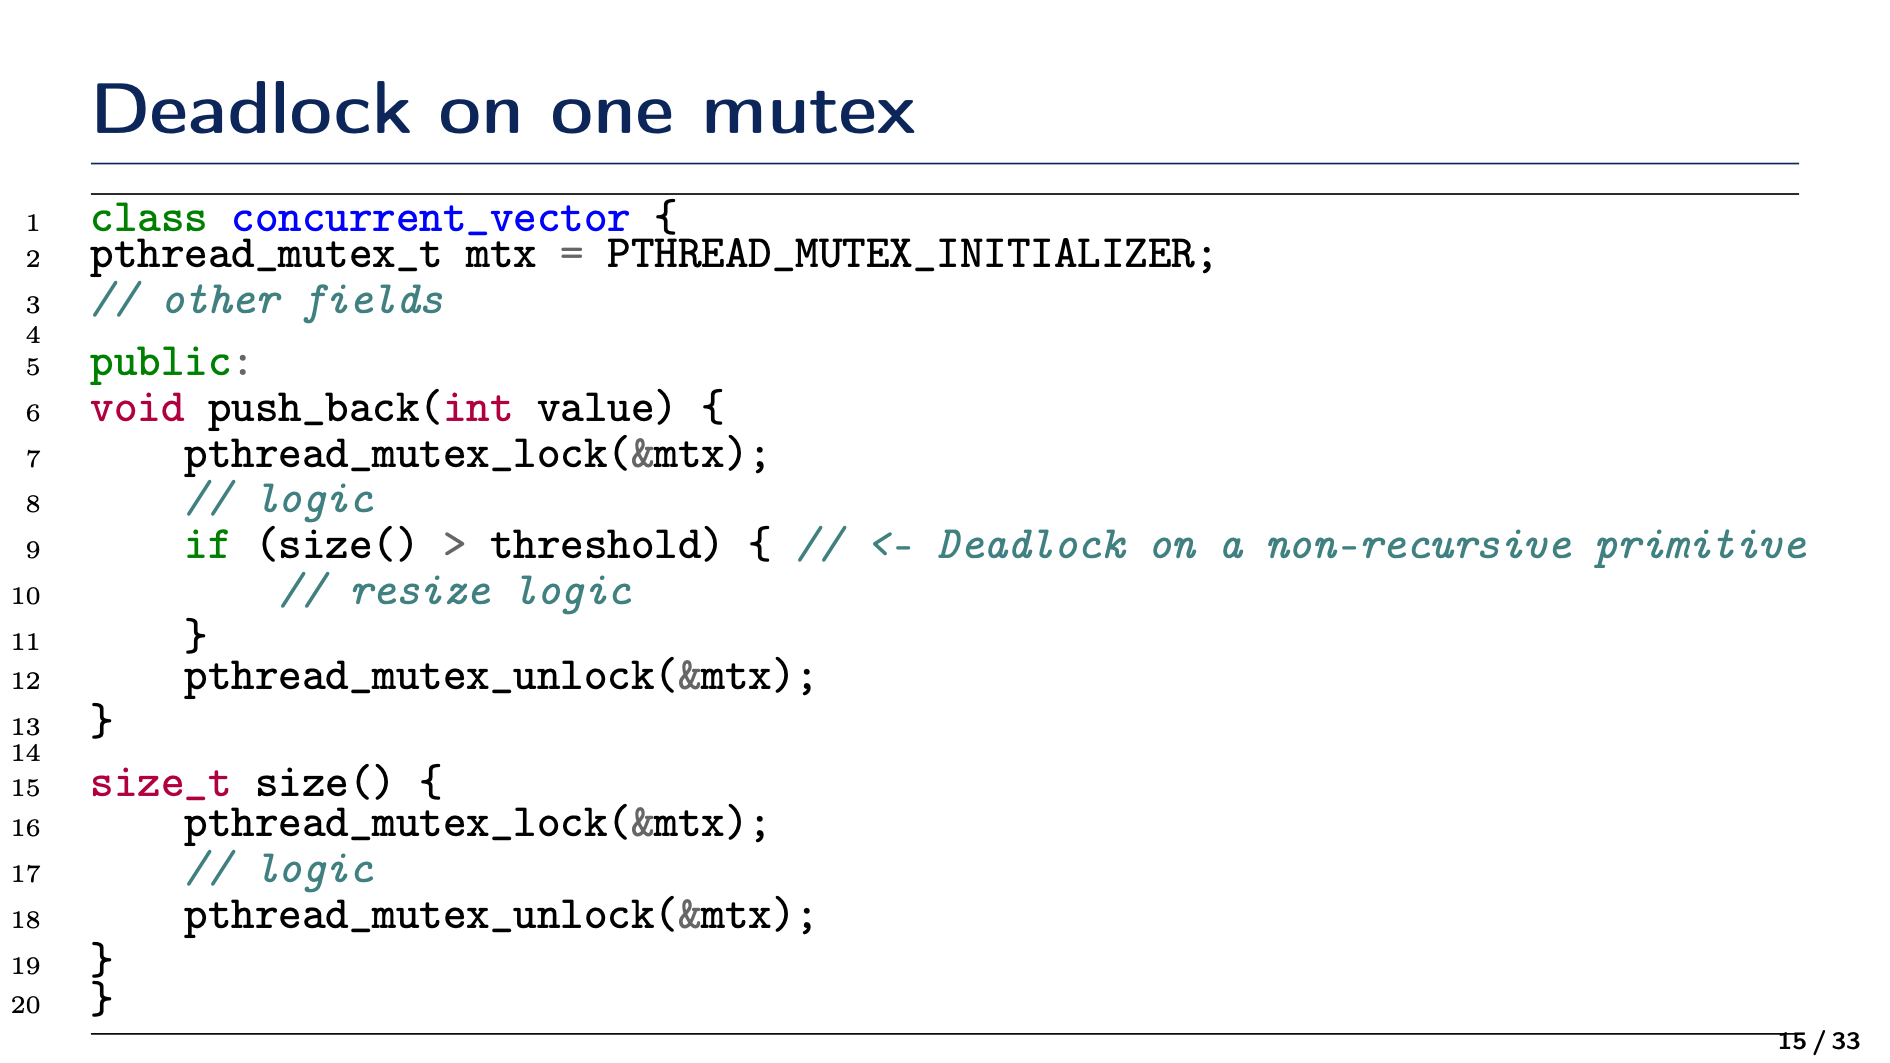 Deadlock on one mutex
1 class concurrent_vector {
2 pthread_mutex_t mtx = PTHREAD_MUTEX_INITIALIZER;
3 // other fields
4
5 public:
6 void push_back(int value) {
7     pthread_mutex_lock(&mtx);
8     // logic
9     if (size() > threshold) { // <- Deadlock on a non-recursive primitive
10         // resize logic
11     }
12     pthread_mutex_unlock(&mtx);
13 }
14
15 size_t size() {
16     pthread_mutex_lock(&mtx);
17     // logic
18     pthread_mutex_unlock(&mtx);
19 }
20 }
15 / 33